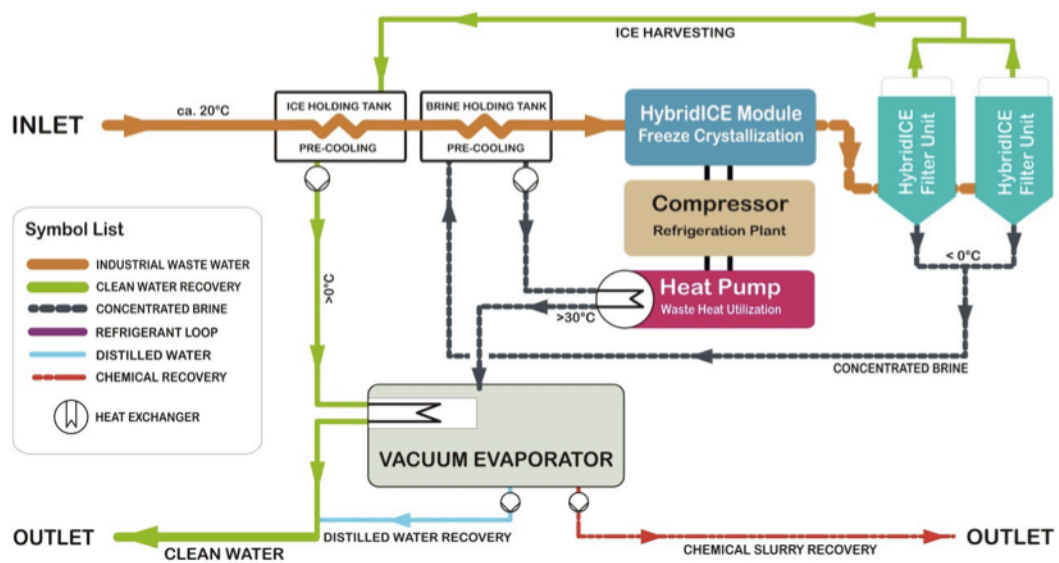 ICE HARVESTING
ca. 20°C
ICE HOLDING TANK
PRE-COOLING
BRINE HOLDING TANK
PRE-COOLING
INLET
HybridICE Module
Freeze Crystallization
HybridICE
Filter Unit
HybridICE
Filter Unit
Compressor
Refrigeration Plant
< 0°C
>0°C
Heat Pump
Waste Heat Utilization
>30°C
CONCENTRATED BRINE
Symbol List
INDUSTRIAL WASTE WATER
CLEAN WATER RECOVERY
CONCENTRATED BRINE
REFRIGERANT LOOP
DISTILLED WATER
CHEMICAL RECOVERY
HEAT EXCHANGER
VACUUM EVAPORATOR
OUTLET
CLEAN WATER
DISTILLED WATER RECOVERY
CHEMICAL SLURRY RECOVERY
OUTLET